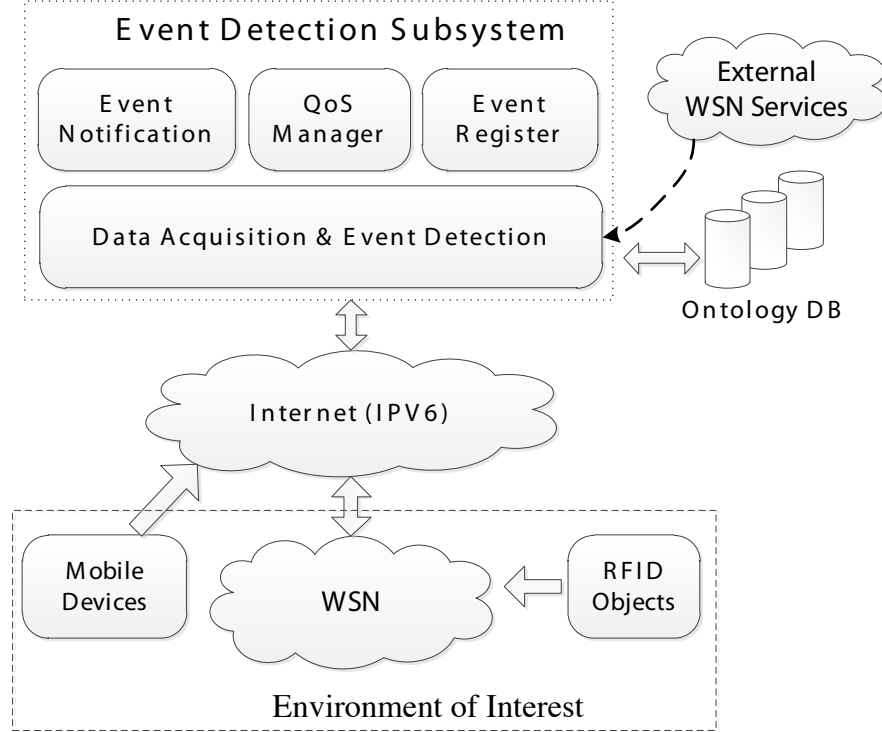 Event Detection Subsystem
Event
Notification
QoS
Manager
Event
Register
External
WSN Services
Data Acquisition & Event Detection
Ontology DB
Internet (IPV6)
Mobile
Devices
WSN
RFID
Objects
Environment of Interest